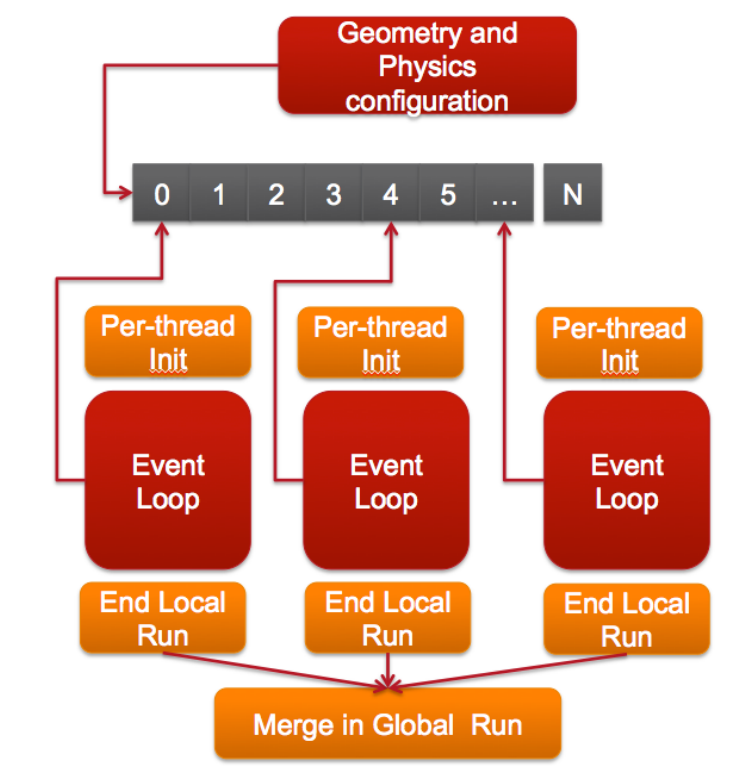 Geometry and
Physics
configuration
0 1 2 3 4 5 ... N
Per-thread
Init
Per-thread
Init
Per-thread
Init
Event
Loop
Event
Loop
Event
Loop
End Local
Run
End Local
Run
End Local
Run
Merge in Global Run